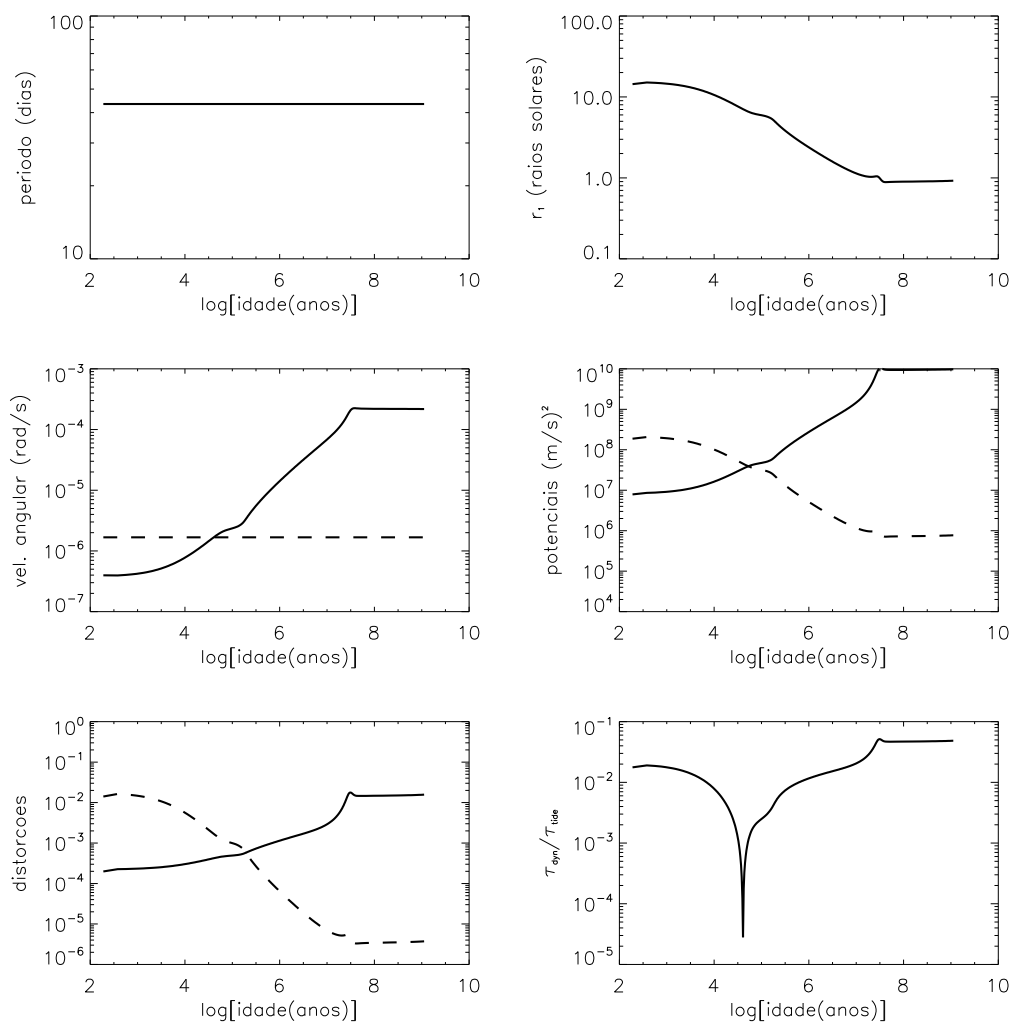 100
10
periodo (dias)
2 4 6 8 10
log[idade(anos)]
100.0
10.0
1.0
0.1
r₁ (raios solares)
2 4 6 8 10
log[idade(anos)]
10⁻³
10⁻⁴
10⁻⁵
10⁻⁶
10⁻⁷
vel. angular (rad/s)
2 4 6 8 10
log[idade(anos)]
10¹⁰
10⁹
10⁸
10⁷
10⁶
10⁵
10⁴
potenciais (m/s)²
2 4 6 8 10
log[idade(anos)]
10⁰
10⁻¹
10⁻²
10⁻³
10⁻⁴
10⁻⁵
10⁻⁶
distorcoes
2 4 6 8 10
log[idade(anos)]
10⁻¹
10⁻²
10⁻³
10⁻⁴
10⁻⁵
τdyn/τtide
2 4 6 8 10
log[idade(anos)]